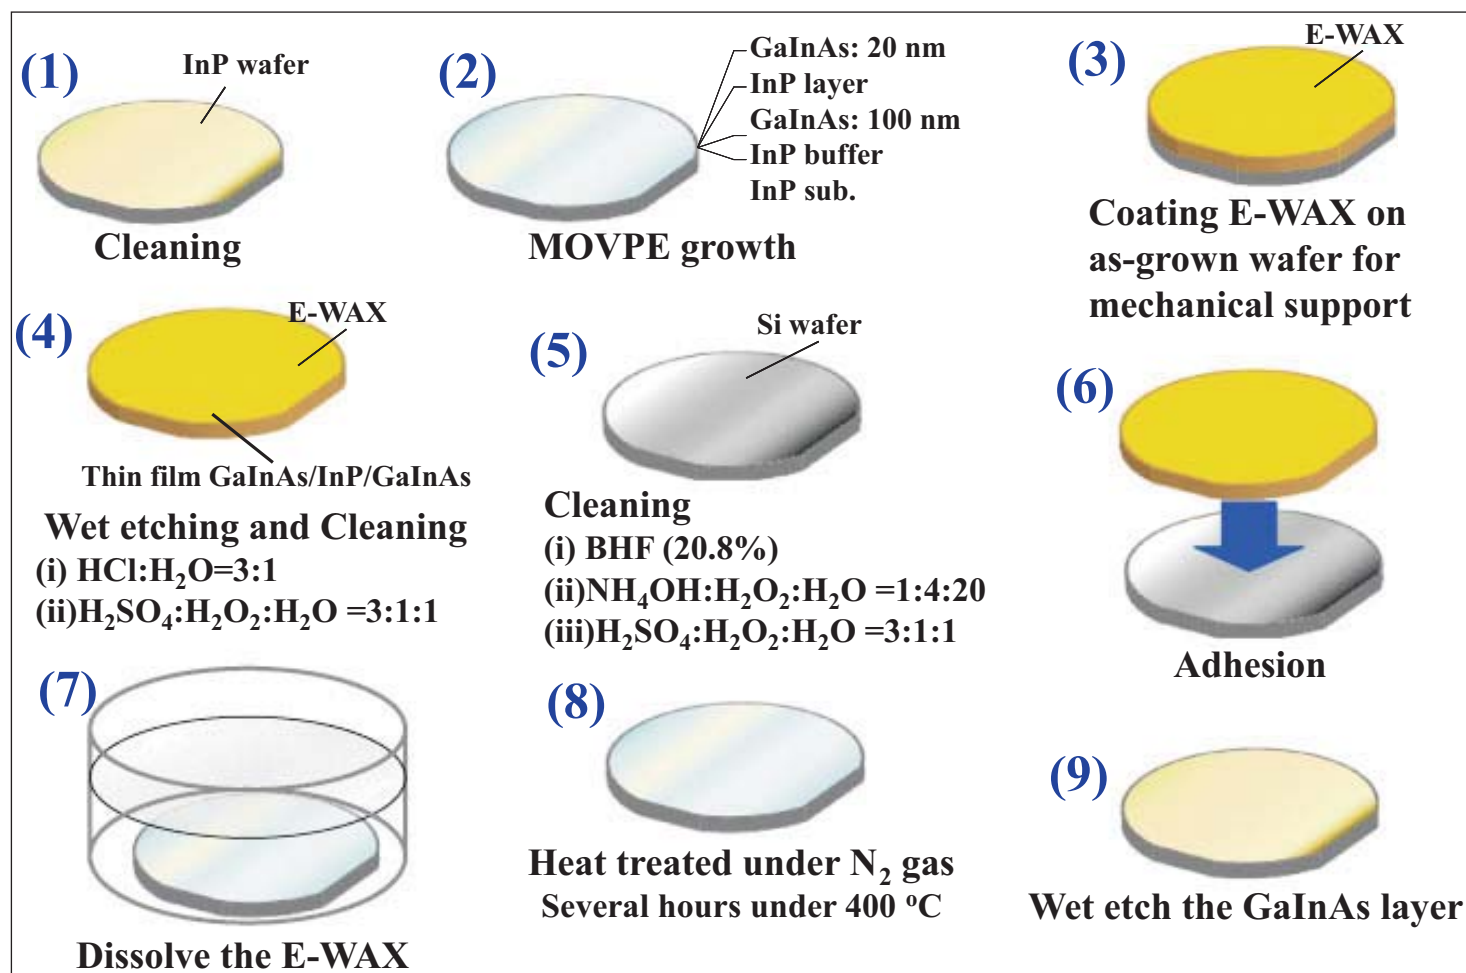 (1)
InP wafer
Cleaning
(2)
GaInAs: 20 nm
InP layer
GaInAs: 100 nm
InP buffer
InP sub.
MOVPE growth
(3)
E-WAX
Coating E-WAX on
as-grown wafer for
mechanical support
(4)
E-WAX
Thin film GaInAs/InP/GaInAs
Wet etching and Cleaning
(i) HCl:H₂O=3:1
(ii)H₂SO₄:H₂O₂:H₂O =3:1:1
(5)
Si wafer
Cleaning
(i) BHF (20.8%)
(ii)NH₄OH:H₂O₂:H₂O =1:4:20
(iii)H₂SO₄:H₂O₂:H₂O =3:1:1
(6)
Adhesion
(7)
Dissolve the E-WAX
(8)
Heat treated under N₂ gas
Several hours under 400 ºC
(9)
Wet etch the GaInAs layer